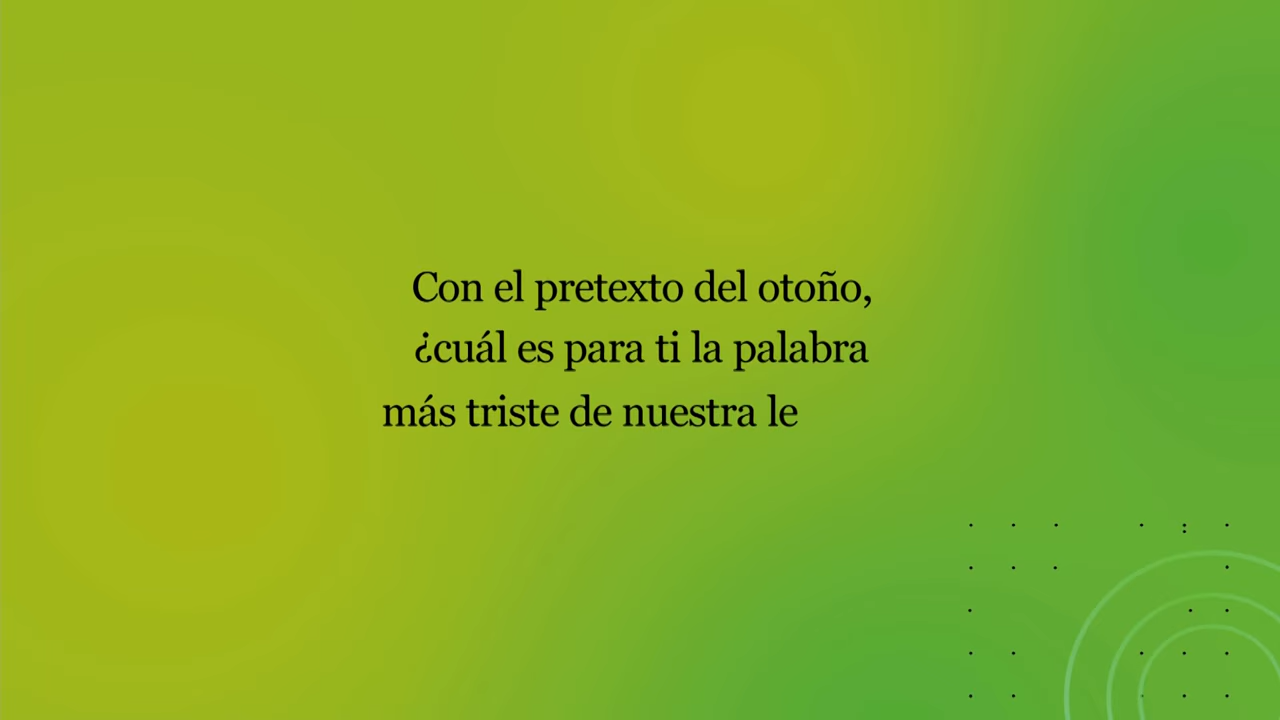 Con el pretexto del otoño,
¿cuál es para ti la palabra
más triste de nuestra le